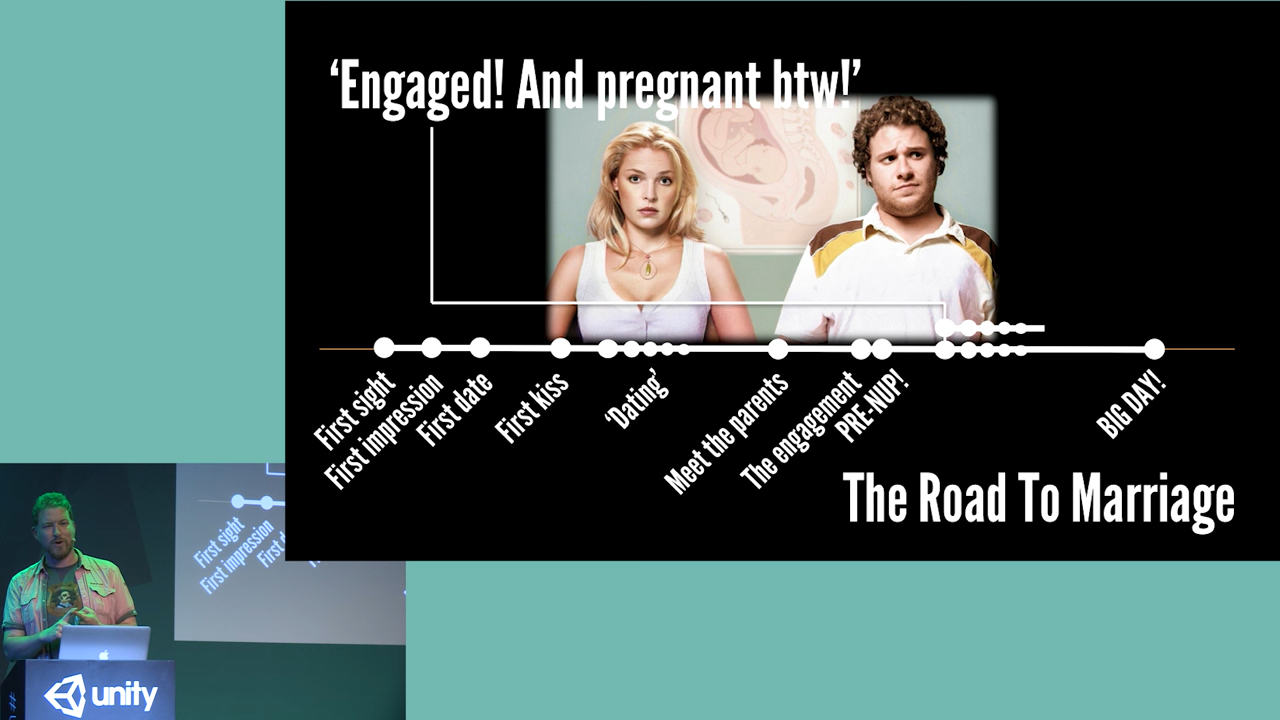 ‘Engaged! And pregnant btw!’
First sight
First impression
First date
First kiss
‘Dating’
Meet the parents
The engagement
PRE-NUP!
BIG DAY!
The Road To Marriage
First sight
First impression
First
unity
#